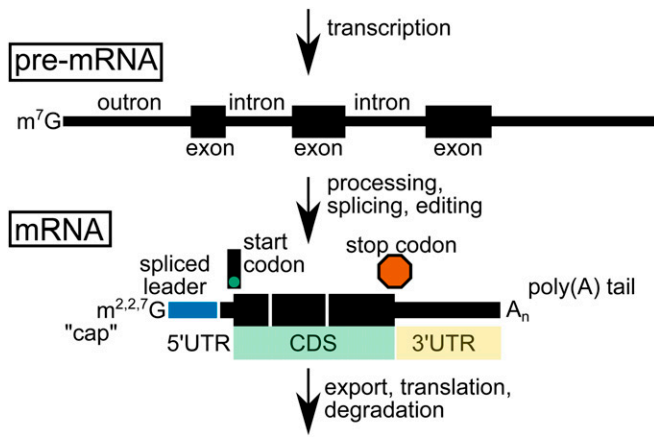 transcription
pre-mRNA
outron intron intron
m⁷G
exon exon exon
processing,
splicing, editing
mRNA
start
codon
stop codon
spliced
leader
poly(A) tail
m²,²,⁷G
Aₙ
"cap"
5'UTR CDS 3'UTR
export, translation,
degradation